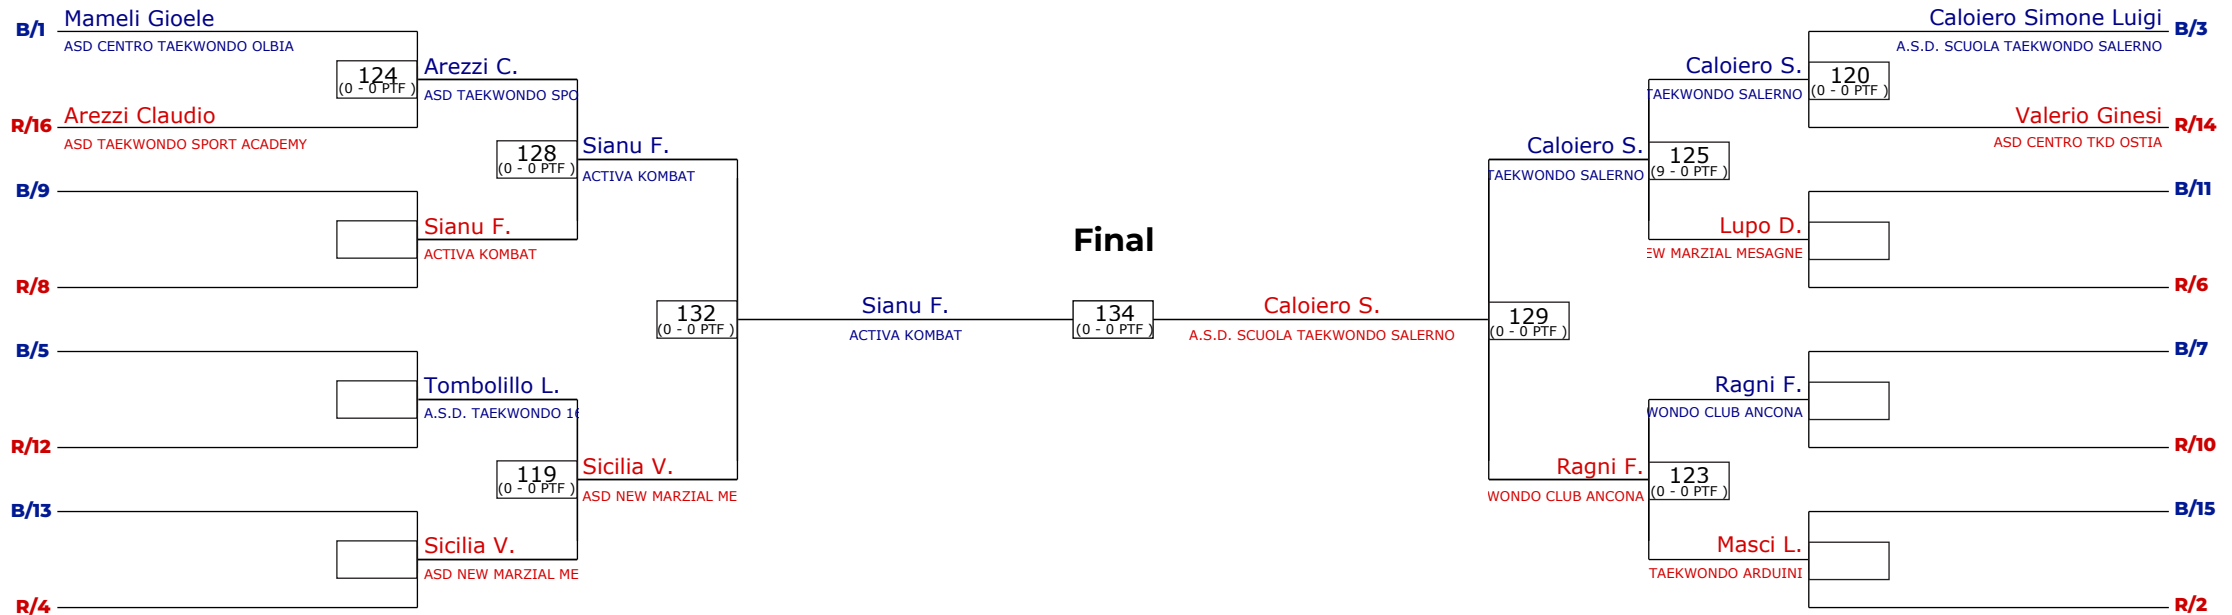 B/1 Mameli Gioele
ASD CENTRO TAEKWONDO OLBIA
124
(0 - 0 PTF )
Arezzi C.
ASD TAEKWONDO SPO
R/16 Arezzi Claudio
ASD TAEKWONDO SPORT ACADEMY
128
(0 - 0 PTF )
Sianu F.
ACTIVA KOMBAT
B/9
Sianu F.
ACTIVA KOMBAT
R/8
132
(0 - 0 PTF )
B/5
Tombolillo L.
A.S.D. TAEKWONDO 16
R/12
119
(0 - 0 PTF )
Sicilia V.
ASD NEW MARZIAL ME
B/13
Sicilia V.
ASD NEW MARZIAL ME
R/4
Final
Sianu F.
ACTIVA KOMBAT
134
(0 - 0 PTF )
Caloiero S.
A.S.D. SCUOLA TAEKWONDO SALERNO
Caloiero Simone Luigi B/3
A.S.D. SCUOLA TAEKWONDO SALERNO
Caloiero S.
TAEKWONDO SALERNO
120
(0 - 0 PTF )
Valerio Ginesi R/14
ASD CENTRO TKD OSTIA
Caloiero S.
TAEKWONDO SALERNO
125
(9 - 0 PTF )
B/11
Lupo D.
EW MARZIAL MESAGNE
R/6
129
(0 - 0 PTF )
B/7
Ragni F.
WONDO CLUB ANCONA
R/10
Ragni F.
WONDO CLUB ANCONA
123
(0 - 0 PTF )
B/15
Masci L.
TAEKWONDO ARDUINI
R/2